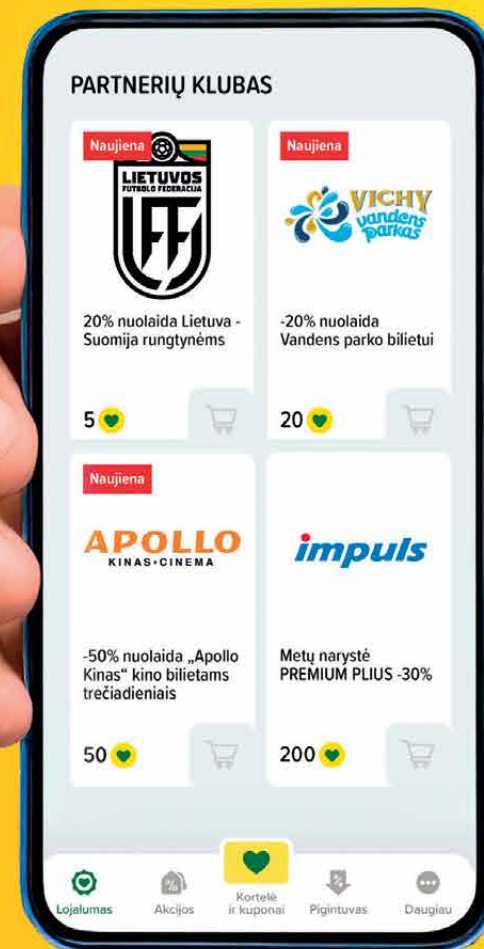 PARTNERIŲ KLUBAS
Naujiena
LIETUVOS
FUTBOLO FEDERACIJA
LFF
20% nuolaida Lietuva -
Suomija rungtynėms
5
Naujiena
VICHY
vandens
parkas
-20% nuolaida
Vandens parko bilietui
20
Naujiena
APOLLO
KINAS•CINEMA
-50% nuolaida „Apollo
Kinas“ kino bilietams
trečiadieniais
50
impuls
Metų narystė
PREMIUM PLIUS -30%
200
Lojalumas
%
Akcijos
Kortelė
ir kuponai
%
Pigintuvas
Daugiau